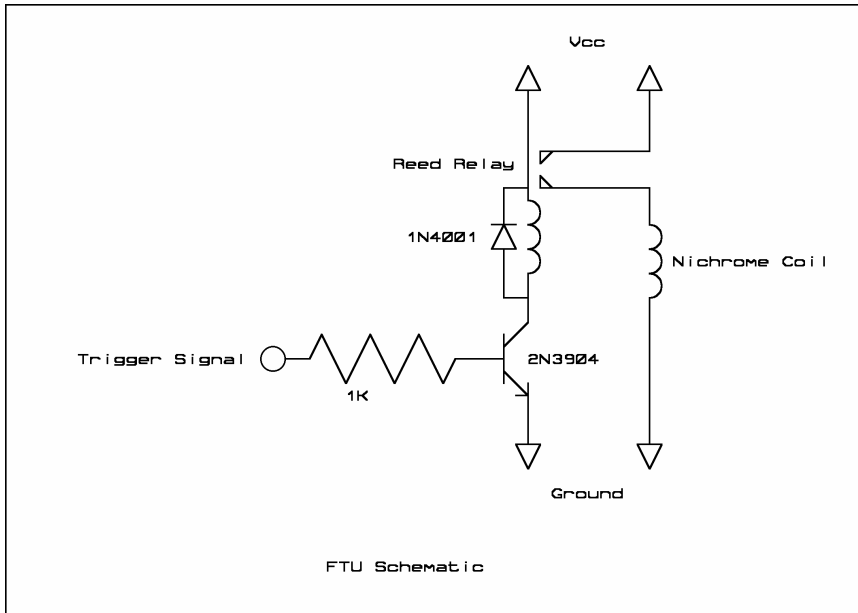 Vcc
Reed Relay
1N4001
Nichrome Coil
Trigger Signal
2N3904
1K
Ground
FTU Schematic